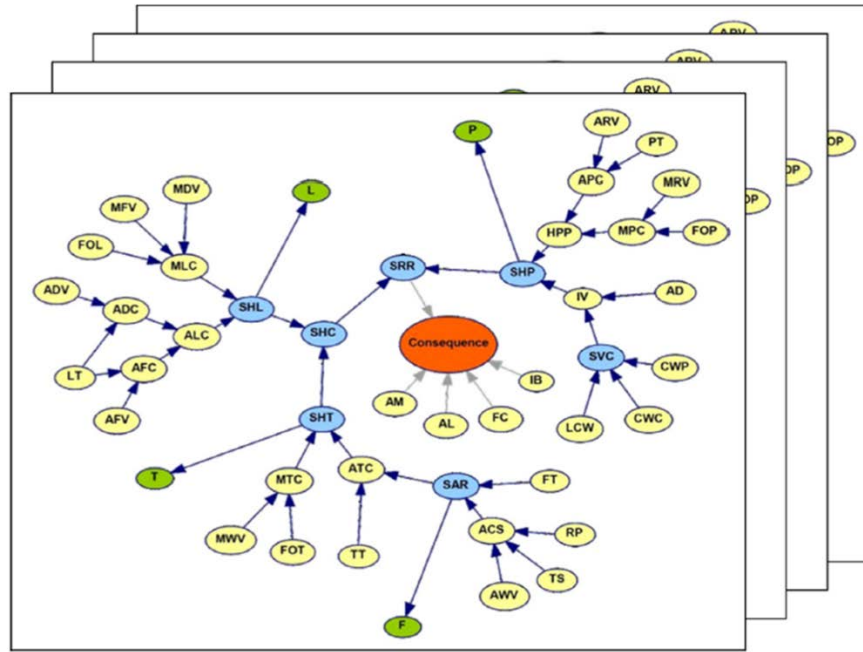 ARV
ARV
ARV
OP
OP
OP
P
ARV
PT
APC
MRV
MDV
L
MFV
HPP
MPC
FOP
FOL
MLC
SRR
SHP
ADV
IV
AD
ADC
SHL
SHC
ALC
Consequence
SVC
CWP
LT
AFC
IB
AM
AFV
AL
FC
LCW
CWC
SHT
T
MTC
ATC
SAR
FT
MWV
FOT
TT
ACS
RP
TS
AWV
F